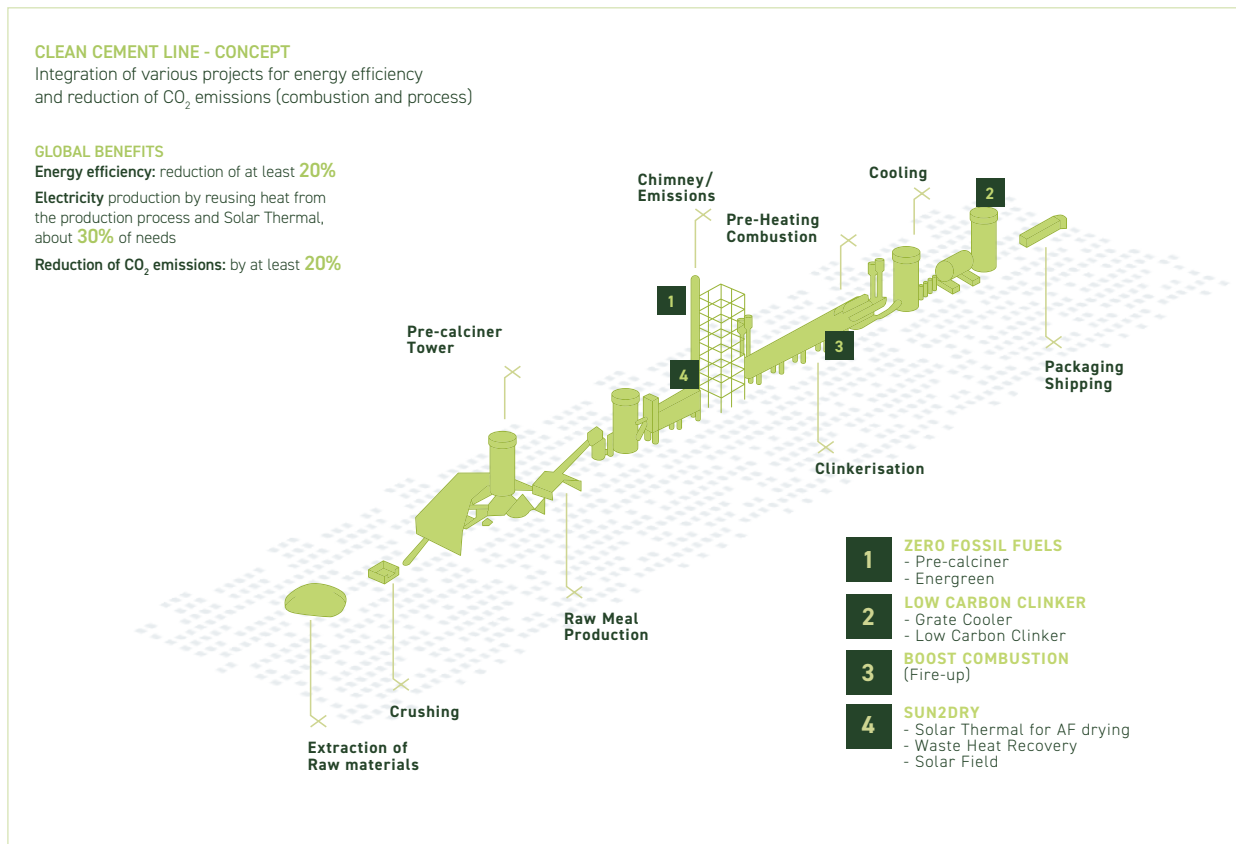 CLEAN CEMENT LINE - CONCEPT
Integration of various projects for energy efficiency
and reduction of CO₂ emissions (combustion and process)
GLOBAL BENEFITS
Energy efficiency: reduction of at least 20%
Electricity production by reusing heat from
the production process and Solar Thermal,
about 30% of needs
Reduction of CO₂ emissions: by at least 20%
Chimney/
Emissions
Pre-Heating
Combustion
Cooling
2
1
Pre-calciner
Tower
3
4
Packaging
Shipping
Clinkerisation
Raw Meal
Production
Crushing
Extraction of
Raw materials
1
ZERO FOSSIL FUELS
- Pre-calciner
- Energreen
2
LOW CARBON CLINKER
- Grate Cooler
- Low Carbon Clinker
3
BOOST COMBUSTION
(Fire-up)
4
SUN2DRY
- Solar Thermal for AF drying
- Waste Heat Recovery
- Solar Field